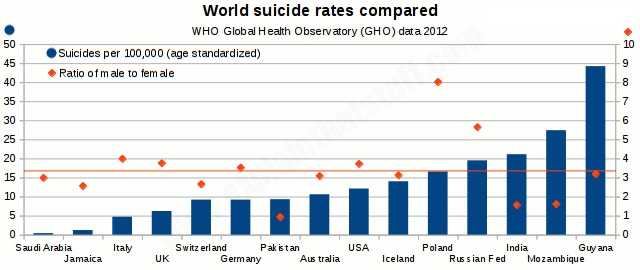 World suicide rates compared
WHO Global Health Observatory (GHO) data 2012
Suicides per 100,000 (age standardized)
Ratio of male to female
50
45
40
35
30
25
20
15
10
5
0
10
9
8
7
6
5
4
3
2
1
0
Saudi Arabia
Jamaica
Italy
UK
Switzerland
Germany
Pakistan
Australia
USA
Iceland
Poland
Russian Fed
India
Mozambique
Guyana
explainthatstuff.com